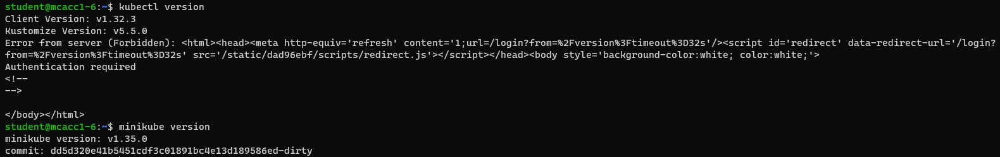 student@mcacc1-6:~$ kubectl version
Client Version: v1.32.3
Kustomize Version: v5.5.0
Error from server (Forbidden): <html><head><meta http-equiv='refresh' content='1;url=/login?from=%2Fversion%3Ftimeout%3D32s'/><script id='redirect' data-redirect-url='/login?
from=%2Fversion%3Ftimeout%3D32s' src='/static/dad96ebf/scripts/redirect.js'></script></head><body style='background-color:white; color:white;'>
Authentication required
<!--
-->
</body></html>
student@mcacc1-6:~$ minikube version
minikube version: v1.35.0
commit: dd5d320e41b5451cdf3c01891bc4e13d189586ed-dirty